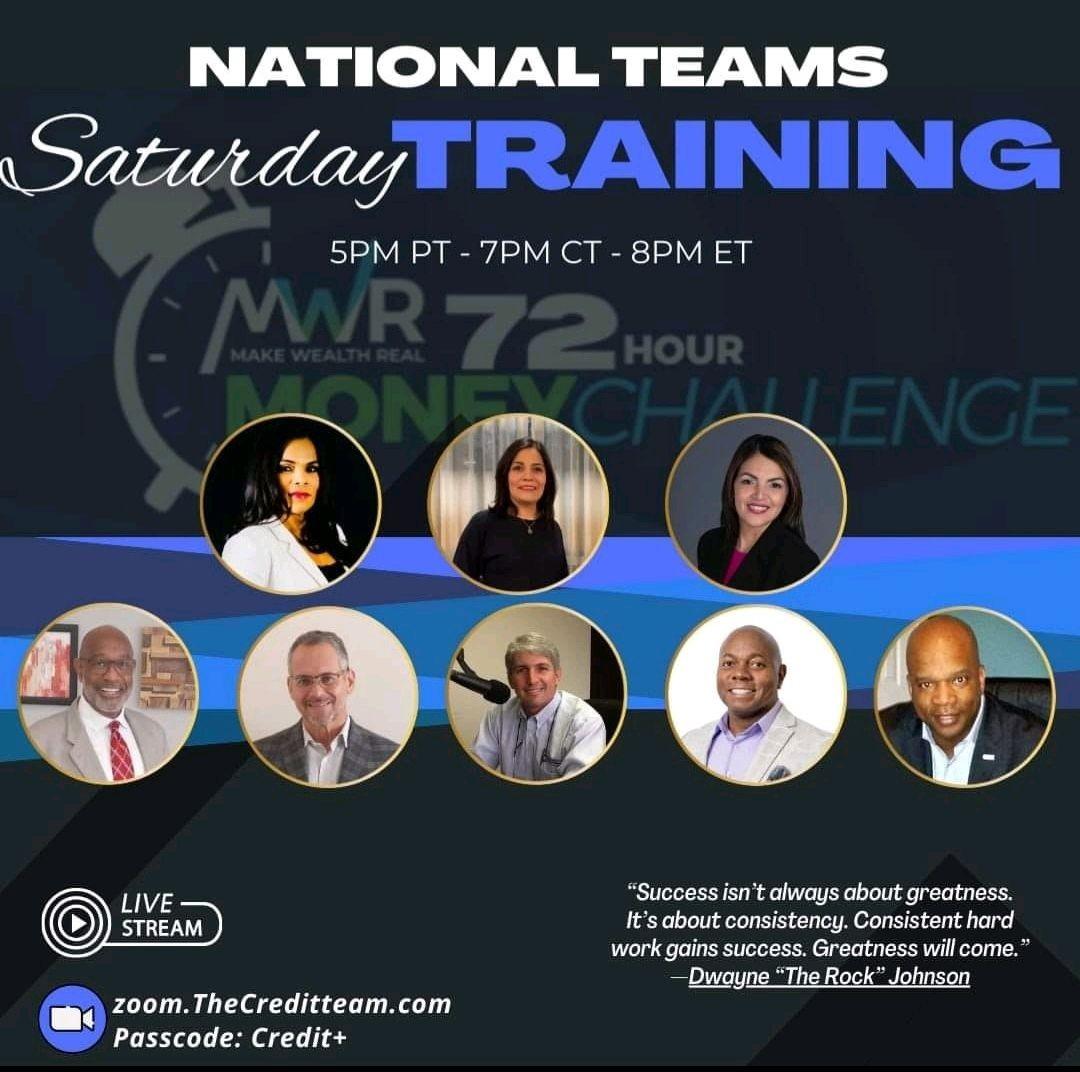 NATIONAL TEAMS
Saturday TRAINING
5PM PT - 7PM CT - 8PM ET
MWR 72 HOUR
MAKE WEALTH REAL
MONEY CHALLENGE
LIVE
STREAM
“Success isn’t always about greatness.
It’s about consistency. Consistent hard
work gains success. Greatness will come.”
—Dwayne “The Rock” Johnson
zoom.TheCreditteam.com
Passcode: Credit+